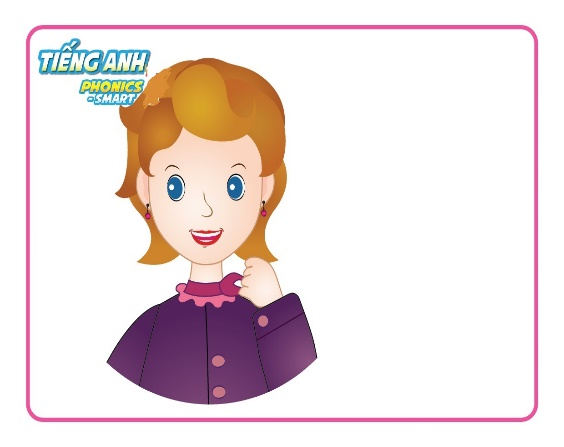 TIẾNG ANH
PHONICS
- SMART